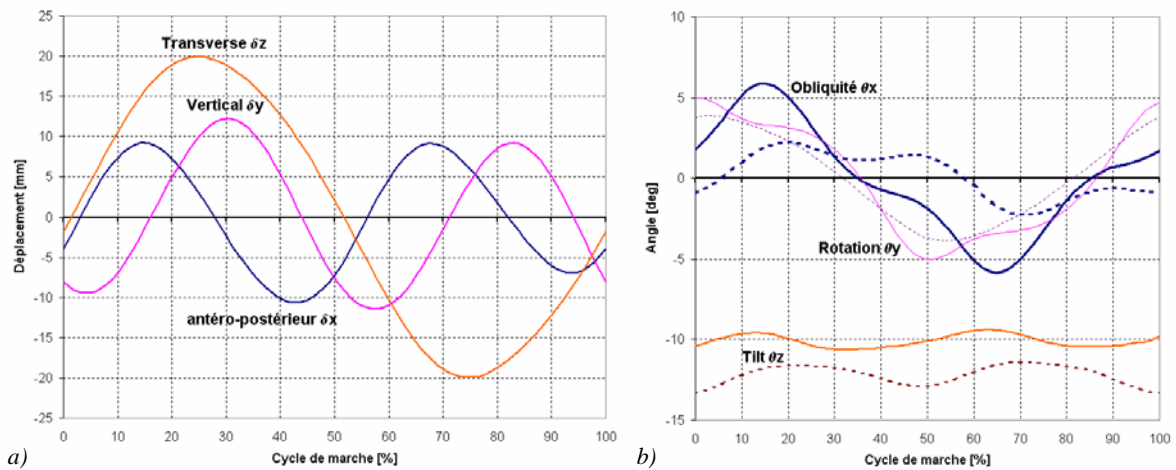 25
20
15
10
5
0
-5
-10
-15
-20
-25
Déplacement [mm]
Transverse δz
Vertical δy
antéro-postérieur δx
0 10 20 30 40 50 60 70 80 90 100
Cycle de marche [%]
a)
10
5
0
-5
-10
-15
Angle [deg]
Obliquité θx
Rotation θy
Tilt θz
0 10 20 30 40 50 60 70 80 90 100
Cycle de marche [%]
b)